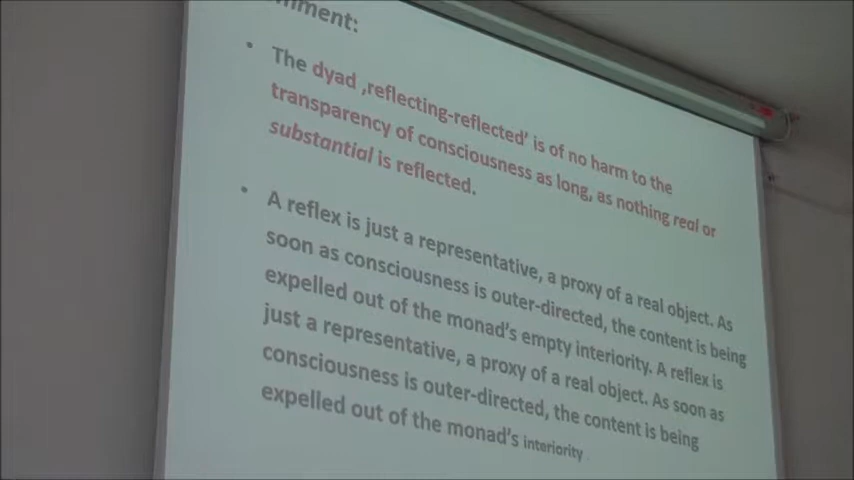 mment:
• The dyad ,reflecting-reflected' is of no harm to the
transparency of consciousness as long, as nothing real or
substantial is reflected.
• A reflex is just a representative, a proxy of a real object. As
soon as consciousness is outer-directed, the content is being
expelled out of the monad's empty interiority. A reflex is
just a representative, a proxy of a real object. As soon as
consciousness is outer-directed, the content is being
expelled out of the monad's interiority .